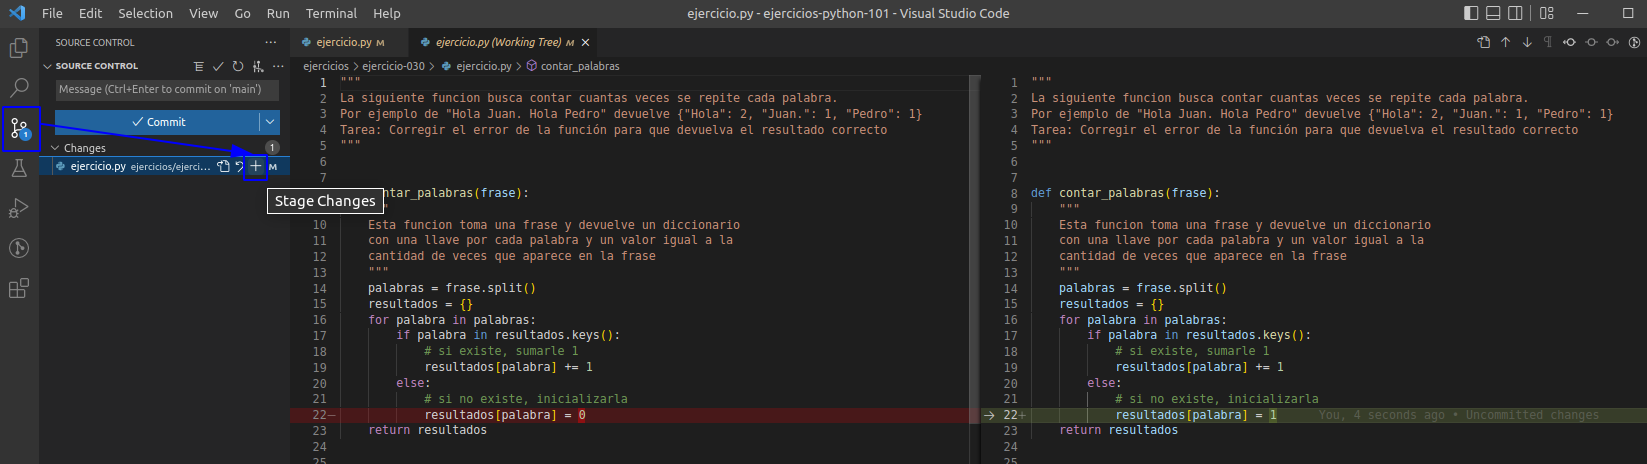 File Edit Selection View Go Run Terminal Help
ejercicio.py - ejercicios-python-101 - Visual Studio Code
SOURCE CONTROL
SOURCE CONTROL
Message (Ctrl+Enter to commit on 'main')
Commit
Changes 1
ejercicio.py ejercicios/ejerci... M
1
Stage Changes
ejercicio.py M
ejercicio.py (Working Tree) M
ejercicios > ejercicio-030 > ejercicio.py > contar_palabras
1 """
2 La siguiente funcion busca contar cuantas veces se repite cada palabra.
3 Por ejemplo de "Hola Juan. Hola Pedro" devuelve {"Hola": 2, "Juan.": 1, "Pedro": 1}
4 Tarea: Corregir el error de la función para que devuelva el resultado correcto
5 """
6
7
ntar_palabras(frase):
"
10 Esta funcion toma una frase y devuelve un diccionario
11 con una llave por cada palabra y un valor igual a la
12 cantidad de veces que aparece en la frase
13 """
14 palabras = frase.split()
15 resultados = {}
16 for palabra in palabras:
17 if palabra in resultados.keys():
18 # si existe, sumarle 1
19 resultados[palabra] += 1
20 else:
21 # si no existe, inicializarla
22− resultados[palabra] = 0
23 return resultados
24
25
1 """
2 La siguiente funcion busca contar cuantas veces se repite cada palabra.
3 Por ejemplo de "Hola Juan. Hola Pedro" devuelve {"Hola": 2, "Juan.": 1, "Pedro": 1}
4 Tarea: Corregir el error de la función para que devuelva el resultado correcto
5 """
6
7
8 def contar_palabras(frase):
9 """
10 Esta funcion toma una frase y devuelve un diccionario
11 con una llave por cada palabra y un valor igual a la
12 cantidad de veces que aparece en la frase
13 """
14 palabras = frase.split()
15 resultados = {}
16 for palabra in palabras:
17 if palabra in resultados.keys():
18 # si existe, sumarle 1
19 resultados[palabra] += 1
20 else:
21 # si no existe, inicializarla
22+ resultados[palabra] = 1 You, 4 seconds ago • Uncommitted changes
23 return resultados
24
25